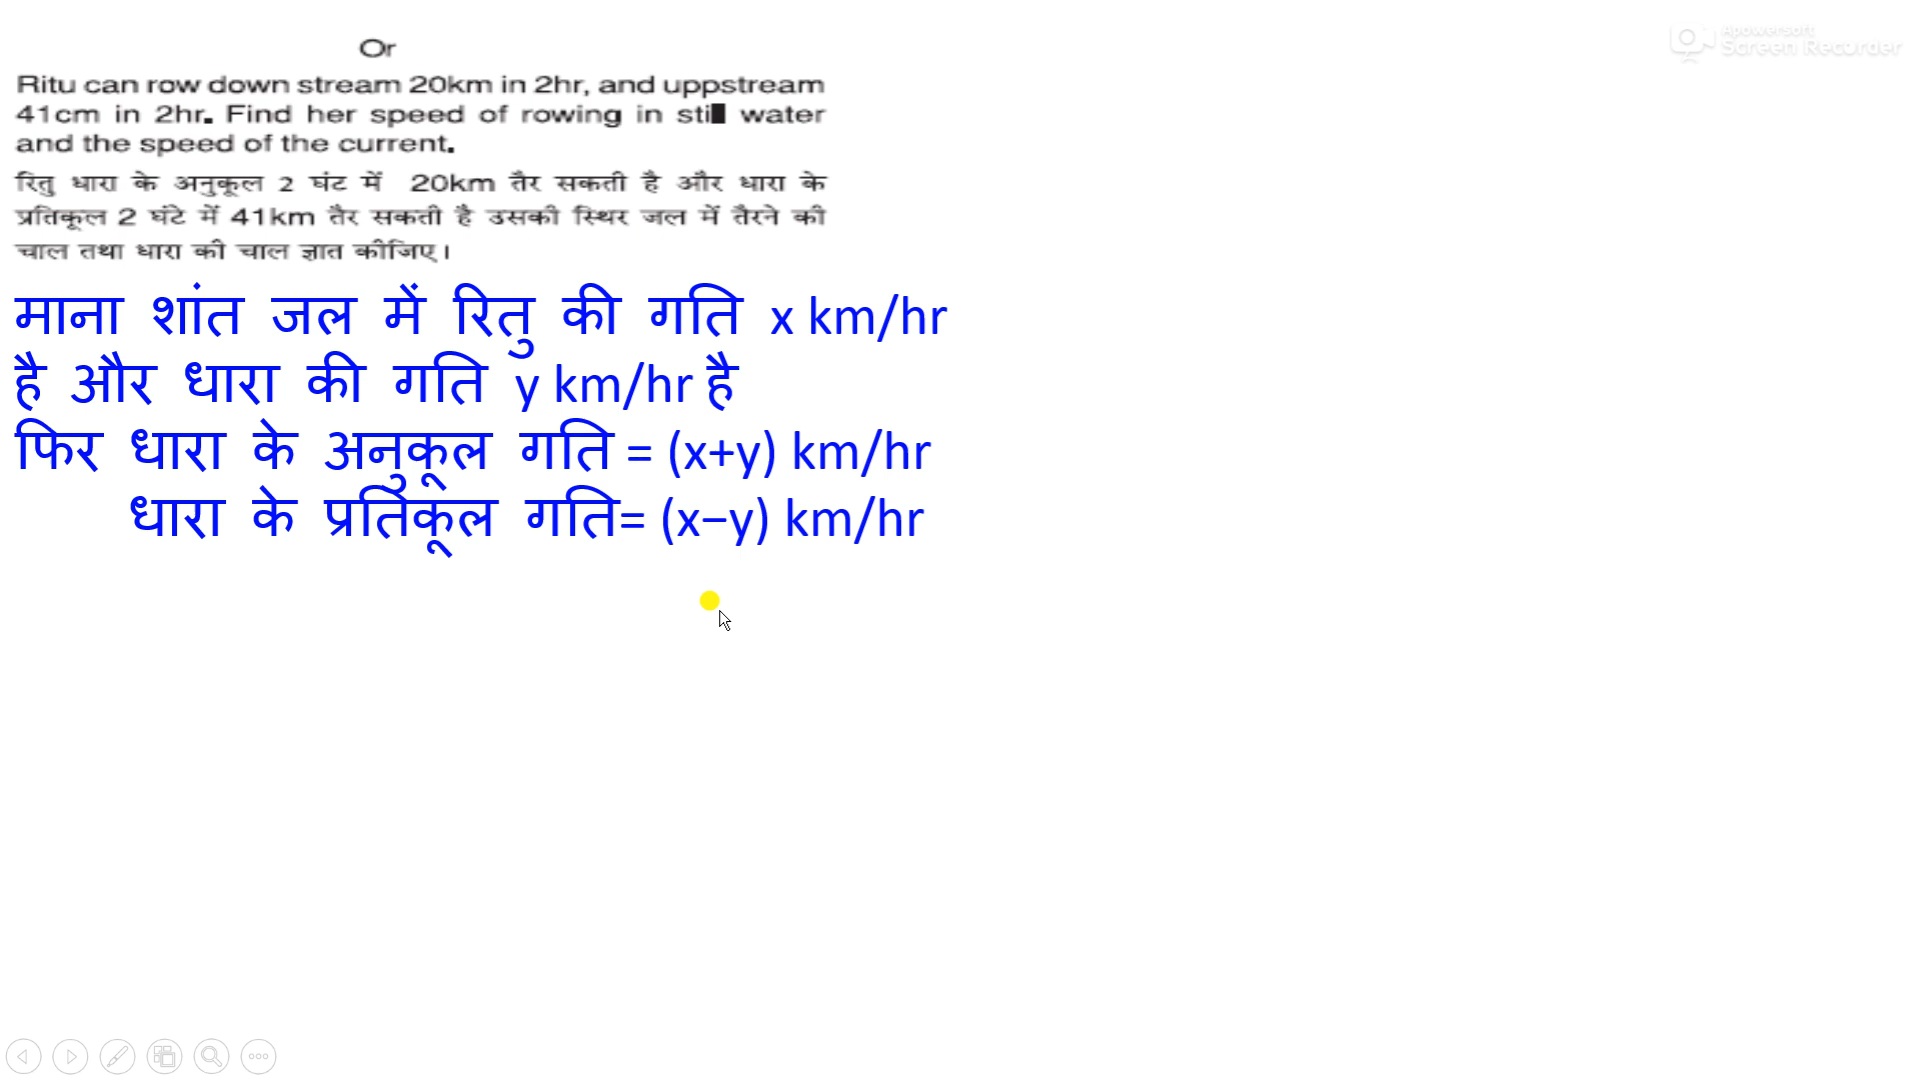 Apowersoft
Screen Recorder
Or
Ritu can row down stream 20km in 2hr, and uppstream
41cm in 2hr. Find her speed of rowing in still water
and the speed of the current.
रितु धारा के अनुकूल 2 घंट में 20km तैर सकती है और धारा के
प्रतिकूल 2 घंटे में 41km तैर सकती है उसकी स्थिर जल में तैरने की
चाल तथा धारा की चाल ज्ञात कीजिए।
माना शांत जल में रितु की गति x km/hr
है और धारा की गति y km/hr है
फिर धारा के अनुकूल गति = (x+y) km/hr
धारा के प्रतिकूल गति= (x−y) km/hr